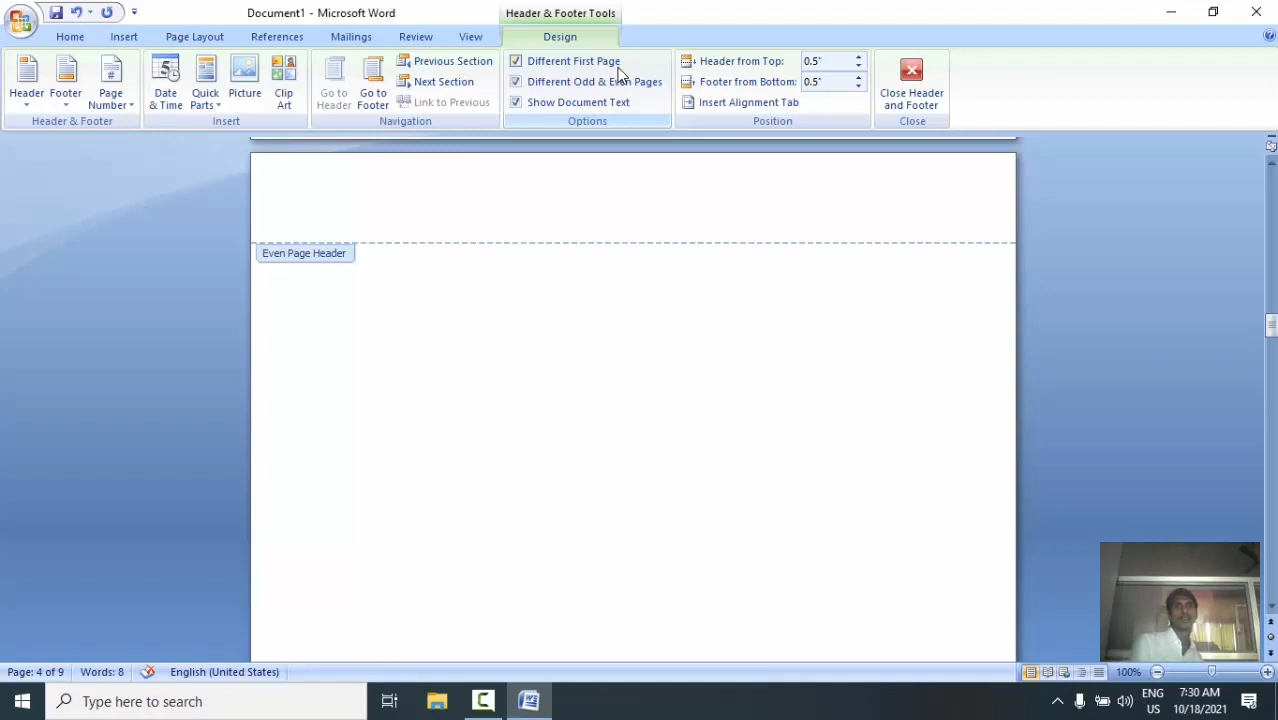 Document1 - Microsoft Word
Header & Footer Tools
Home
Insert
Page Layout
References
Mailings
Review
View
Design
Header
Footer
Page
Number
Header & Footer
Date
& Time
Quick
Parts
Picture
Clip
Art
Insert
Go to
Header
Go to
Footer
Previous Section
Next Section
Link to Previous
Navigation
Different First Page
Different Odd & Even Pages
Show Document Text
Options
Header from Top: 0.5"
Footer from Bottom: 0.5"
Insert Alignment Tab
Position
Close Header
and Footer
Close
Even Page Header
Page: 4 of 9
Words: 8
English (United States)
100%
Type here to search
ENG
US
7:30 AM
10/18/2021